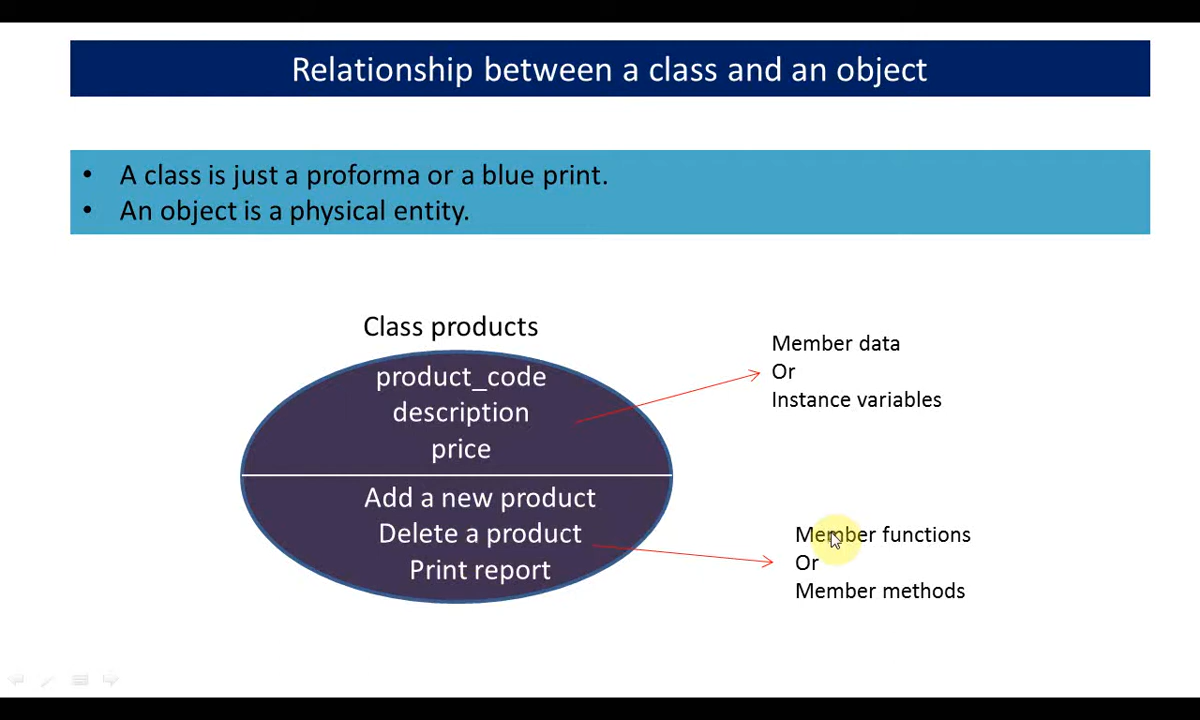 Relationship between a class and an object
• A class is just a proforma or a blue print.
• An object is a physical entity.
Class products
product_code
description
price
Add a new product
Delete a product
Print report
Member data
Or
Instance variables
Member functions
Or
Member methods